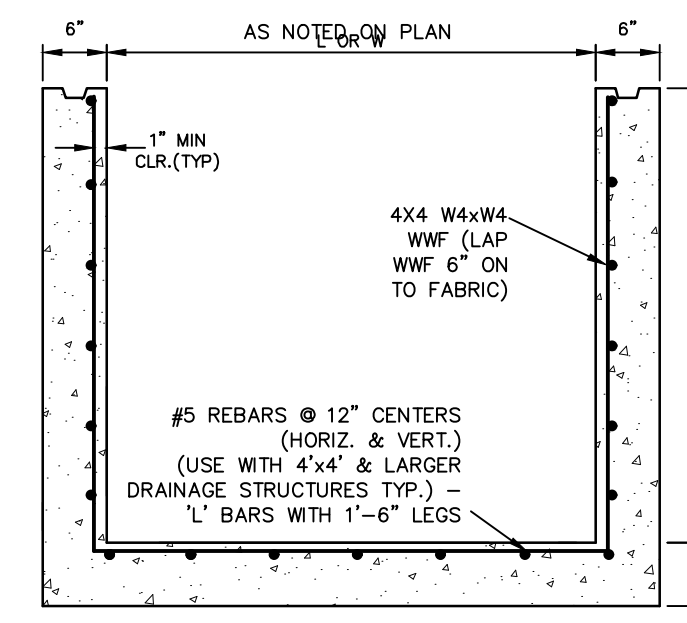 6" AS NOTED ON PLAN 6"
L OR W
1" MIN
CLR.(TYP)
4X4 W4xW4
WWF (LAP
WWF 6" ON
TO FABRIC)
#5 REBARS @ 12" CENTERS
(HORIZ. & VERT.)
(USE WITH 4'x4' & LARGER
DRAINAGE STRUCTURES TYP.) –
'L' BARS WITH 1'–6" LEGS